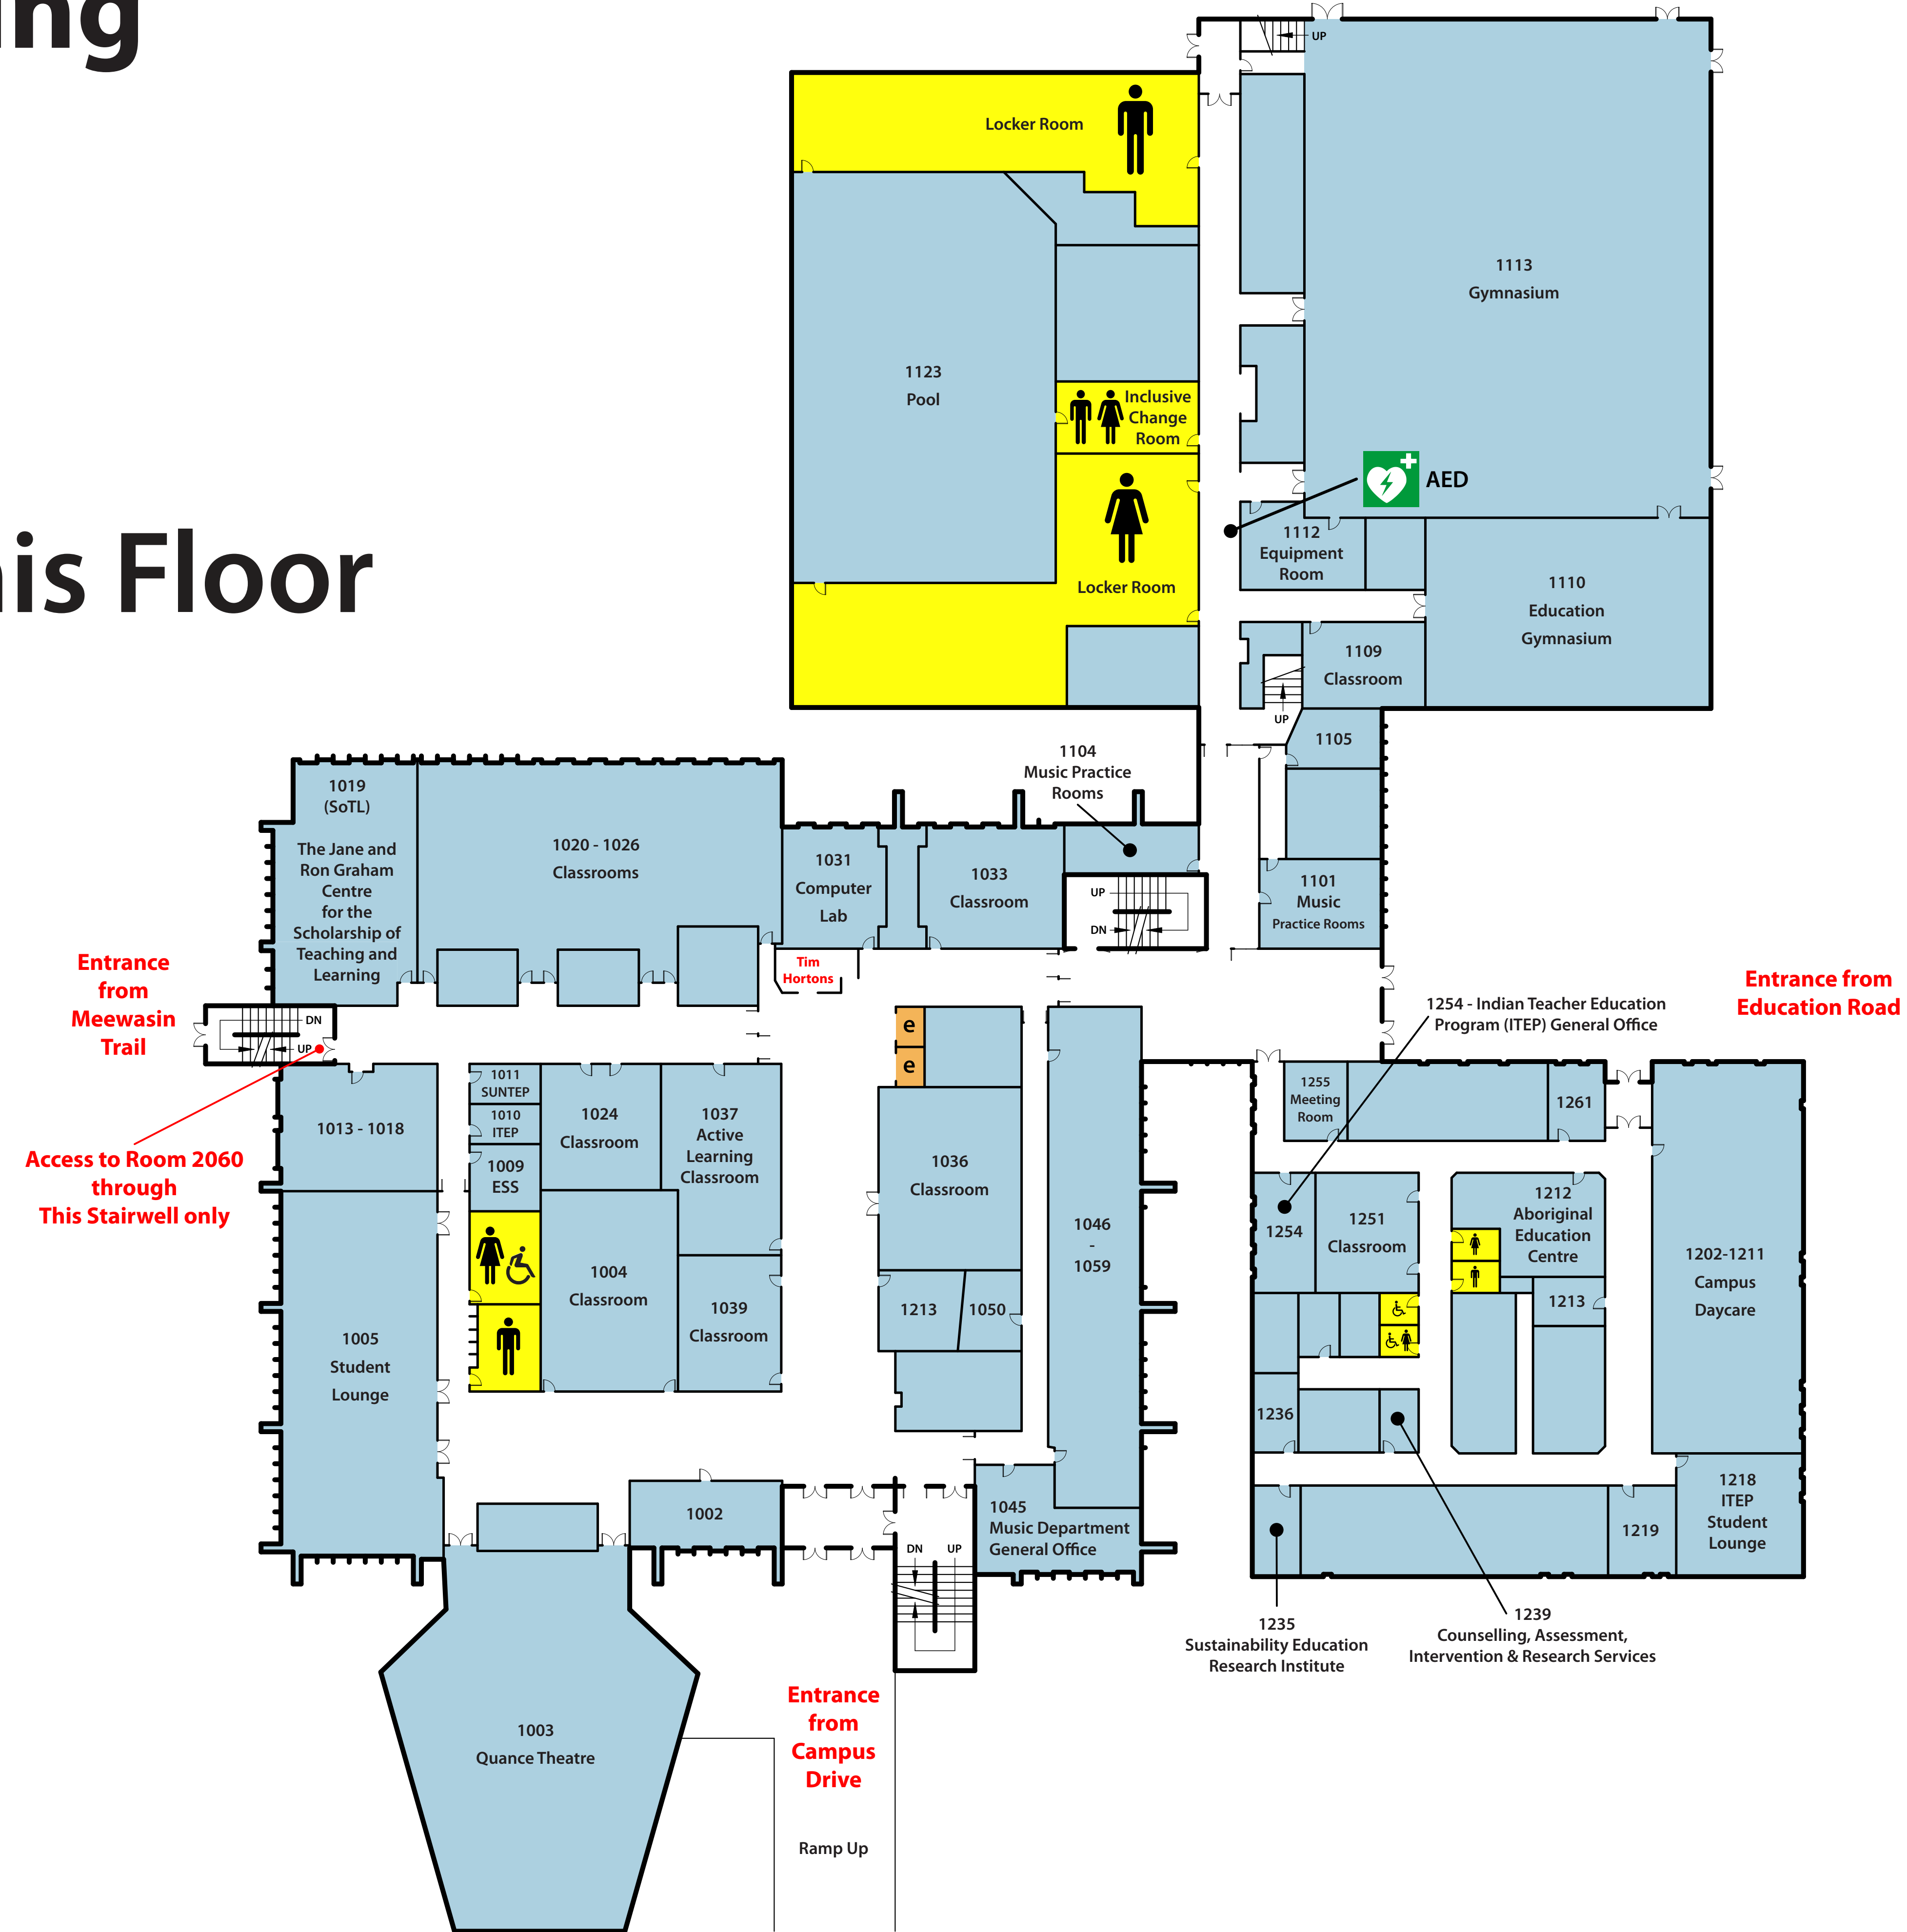 ing
his Floor
UP
Locker Room
1113
Gymnasium
1123
Pool
Inclusive
Change
Room
AED
Locker Room
1112
Equipment
Room
1110
Education
Gymnasium
1109
Classroom
UP
1105
1104
Music Practice
Rooms
1019
(SoTL)
The Jane and
Ron Graham
Centre
for the
Scholarship of
Teaching and
Learning
1020 - 1026
Classrooms
1031
Computer
Lab
1033
Classroom
UP
DN
1101
Music
Practice Rooms
Tim
Hortons
Entrance
from
Meewasin
Trail
DN
UP
Entrance from
Education Road
1254 - Indian Teacher Education
Program (ITEP) General Office
e
e
1011
SUNTEP
1010
ITEP
1009
ESS
1013 - 1018
1024
Classroom
1037
Active
Learning
Classroom
1036
Classroom
1046
-
1059
1255
Meeting
Room
1261
Access to Room 2060
through
This Stairwell only
1254
1251
Classroom
1212
Aboriginal
Education
Centre
1202-1211
Campus
Daycare
1004
Classroom
1039
Classroom
1213
1050
1213
1005
Student
Lounge
1236
1002
1045
Music Department
General Office
DN
UP
1219
1218
ITEP
Student
Lounge
1235
Sustainability Education
Research Institute
1239
Counselling, Assessment,
Intervention & Research Services
1003
Quance Theatre
Entrance
from
Campus
Drive
Ramp Up